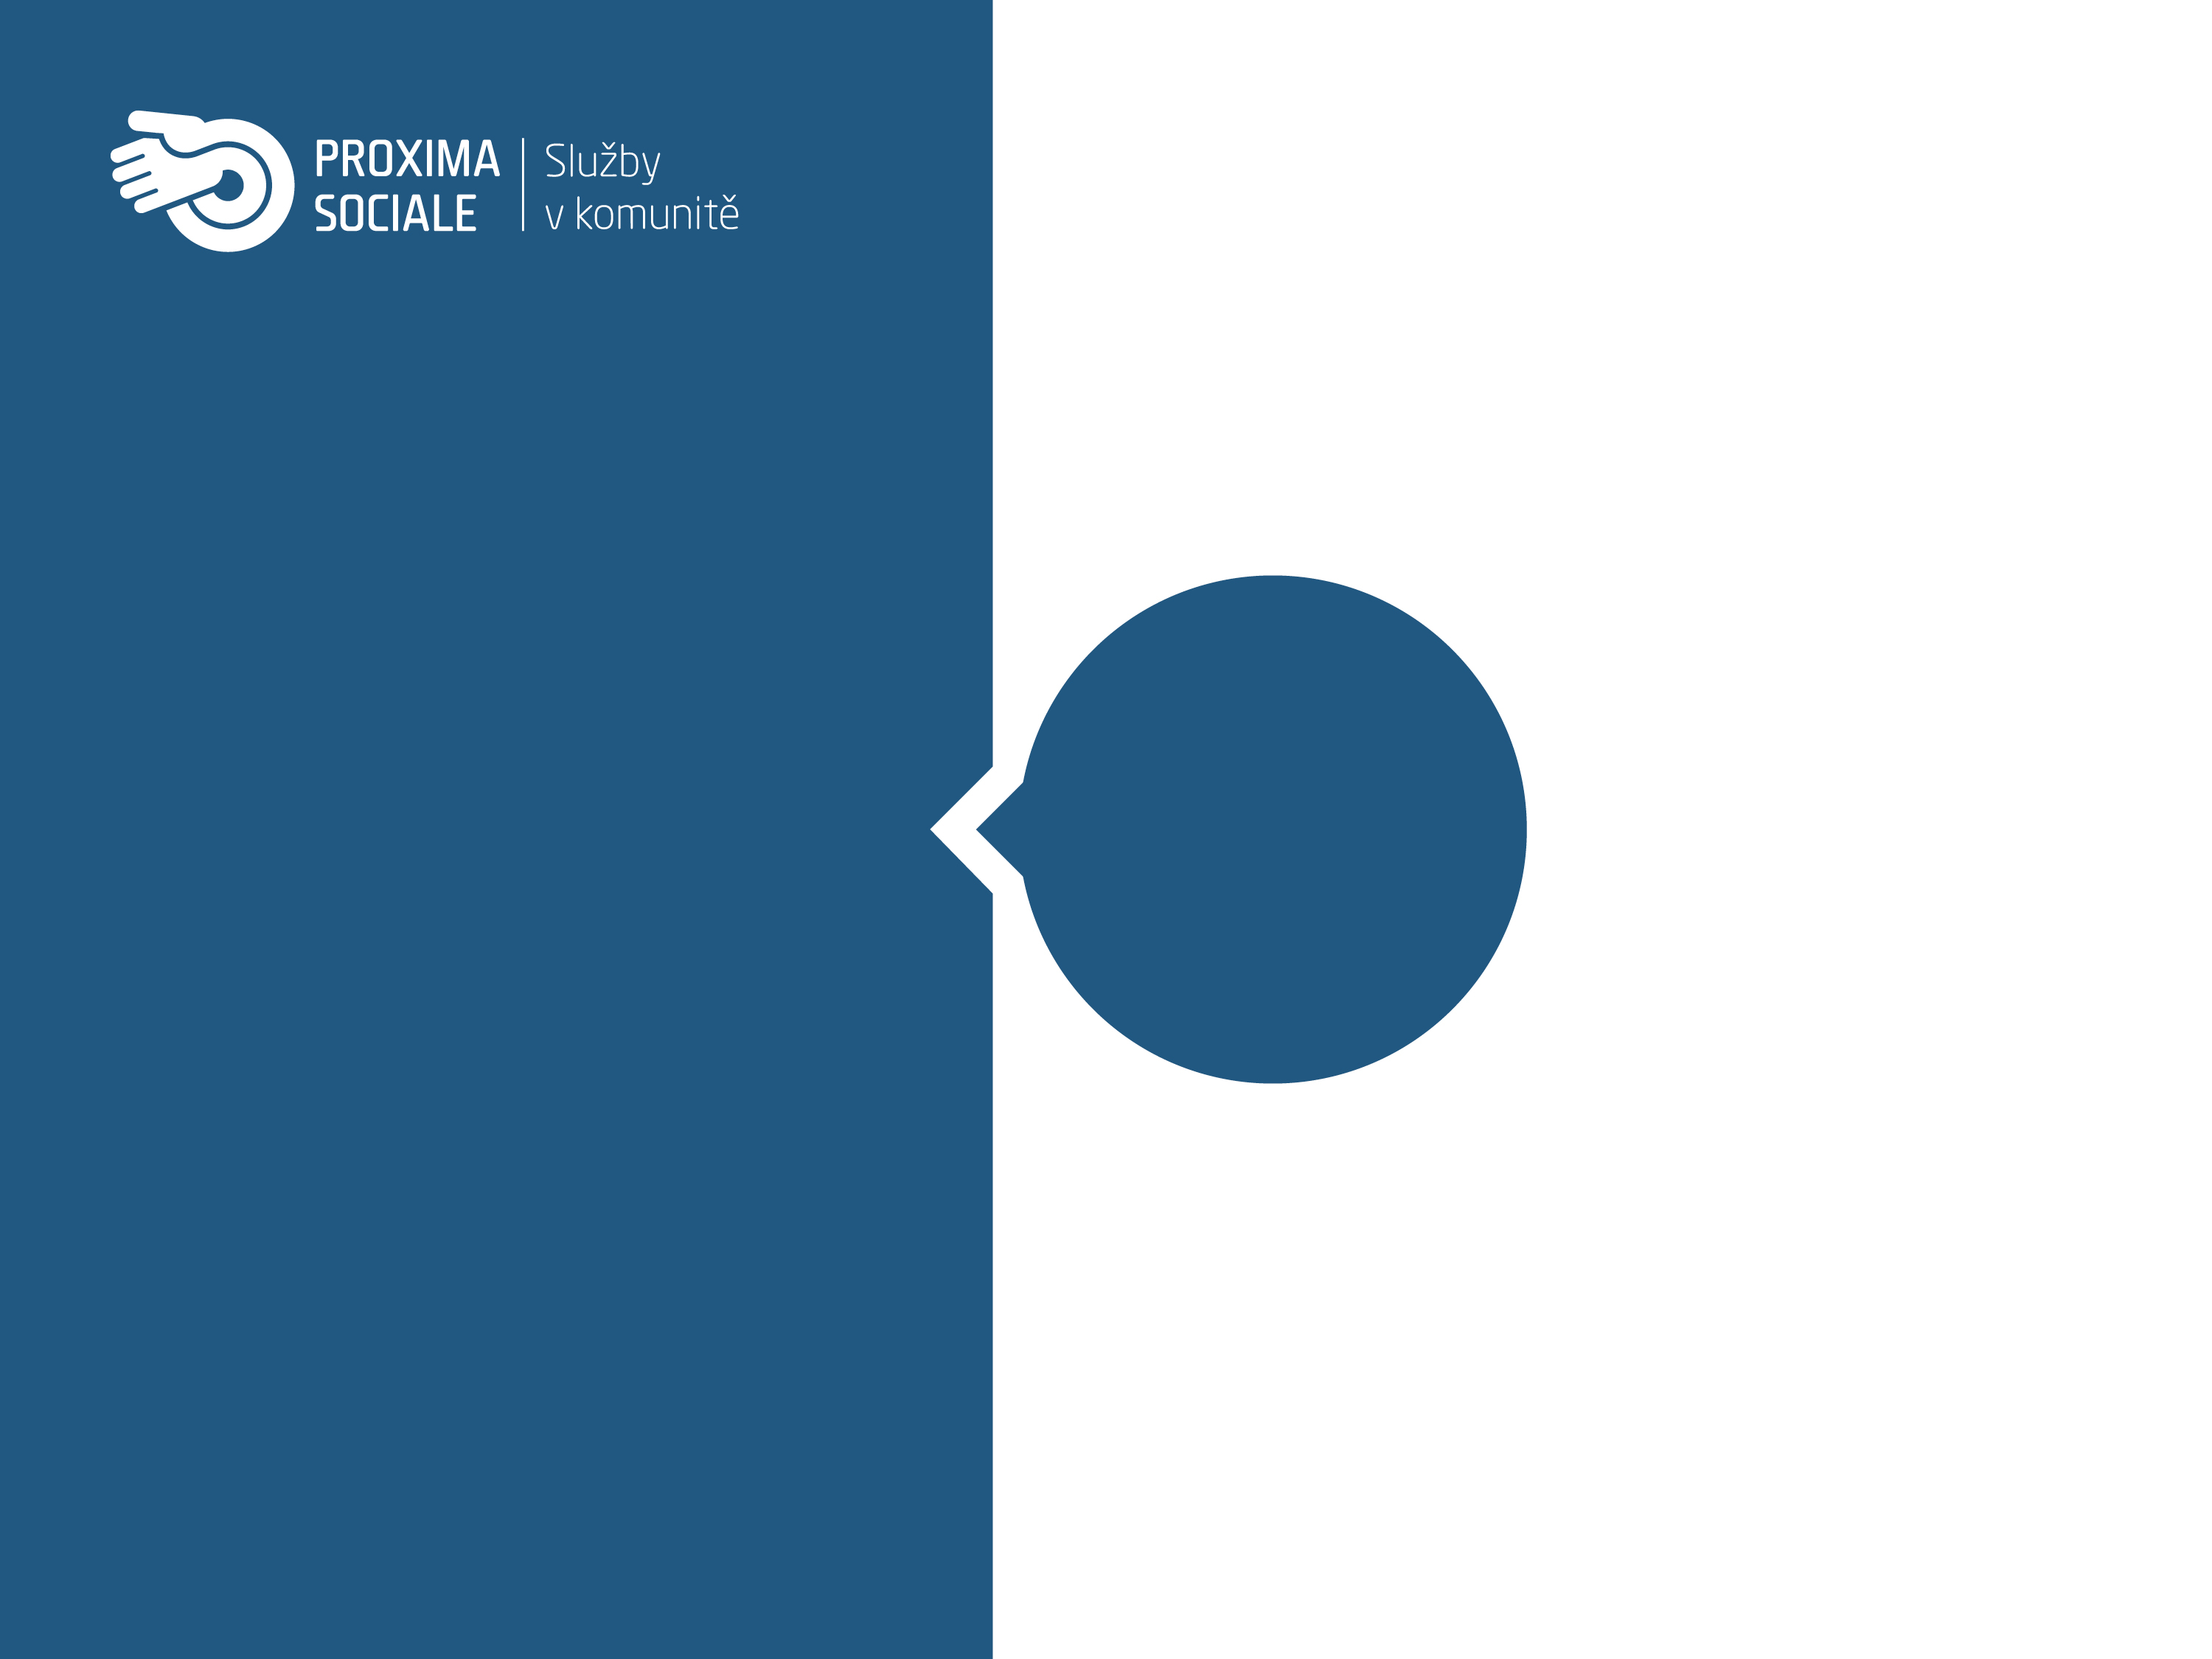 PROXIMA
SOCIALE
Služby
v komunitě